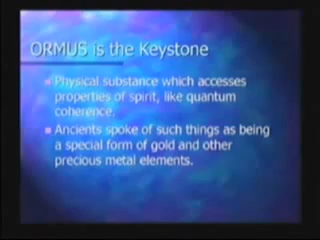 ORMUS is the Keystone
Physical substance which accesses
properties of spirit, like quantum
coherence.
Ancients spoke of such things as being
a special form of gold and other
precious metal elements.